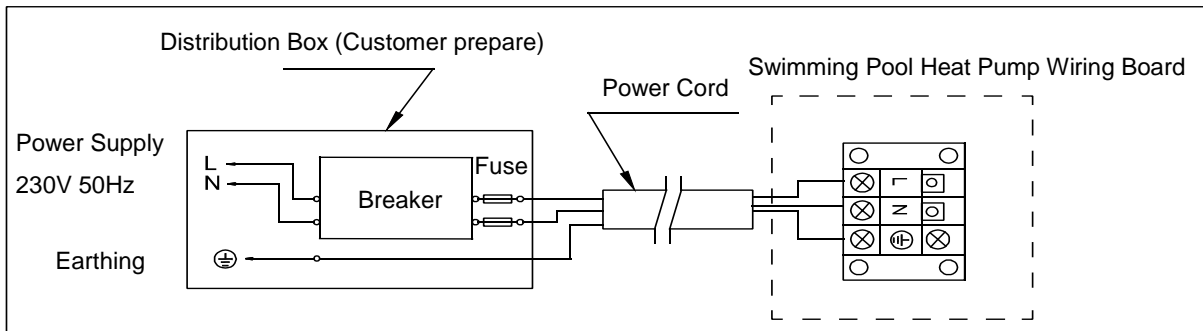 Distribution Box (Customer prepare)
Swimming Pool Heat Pump Wiring Board
Power Cord
Power Supply
230V 50Hz
L
N
Fuse
Breaker
Earthing
L
N